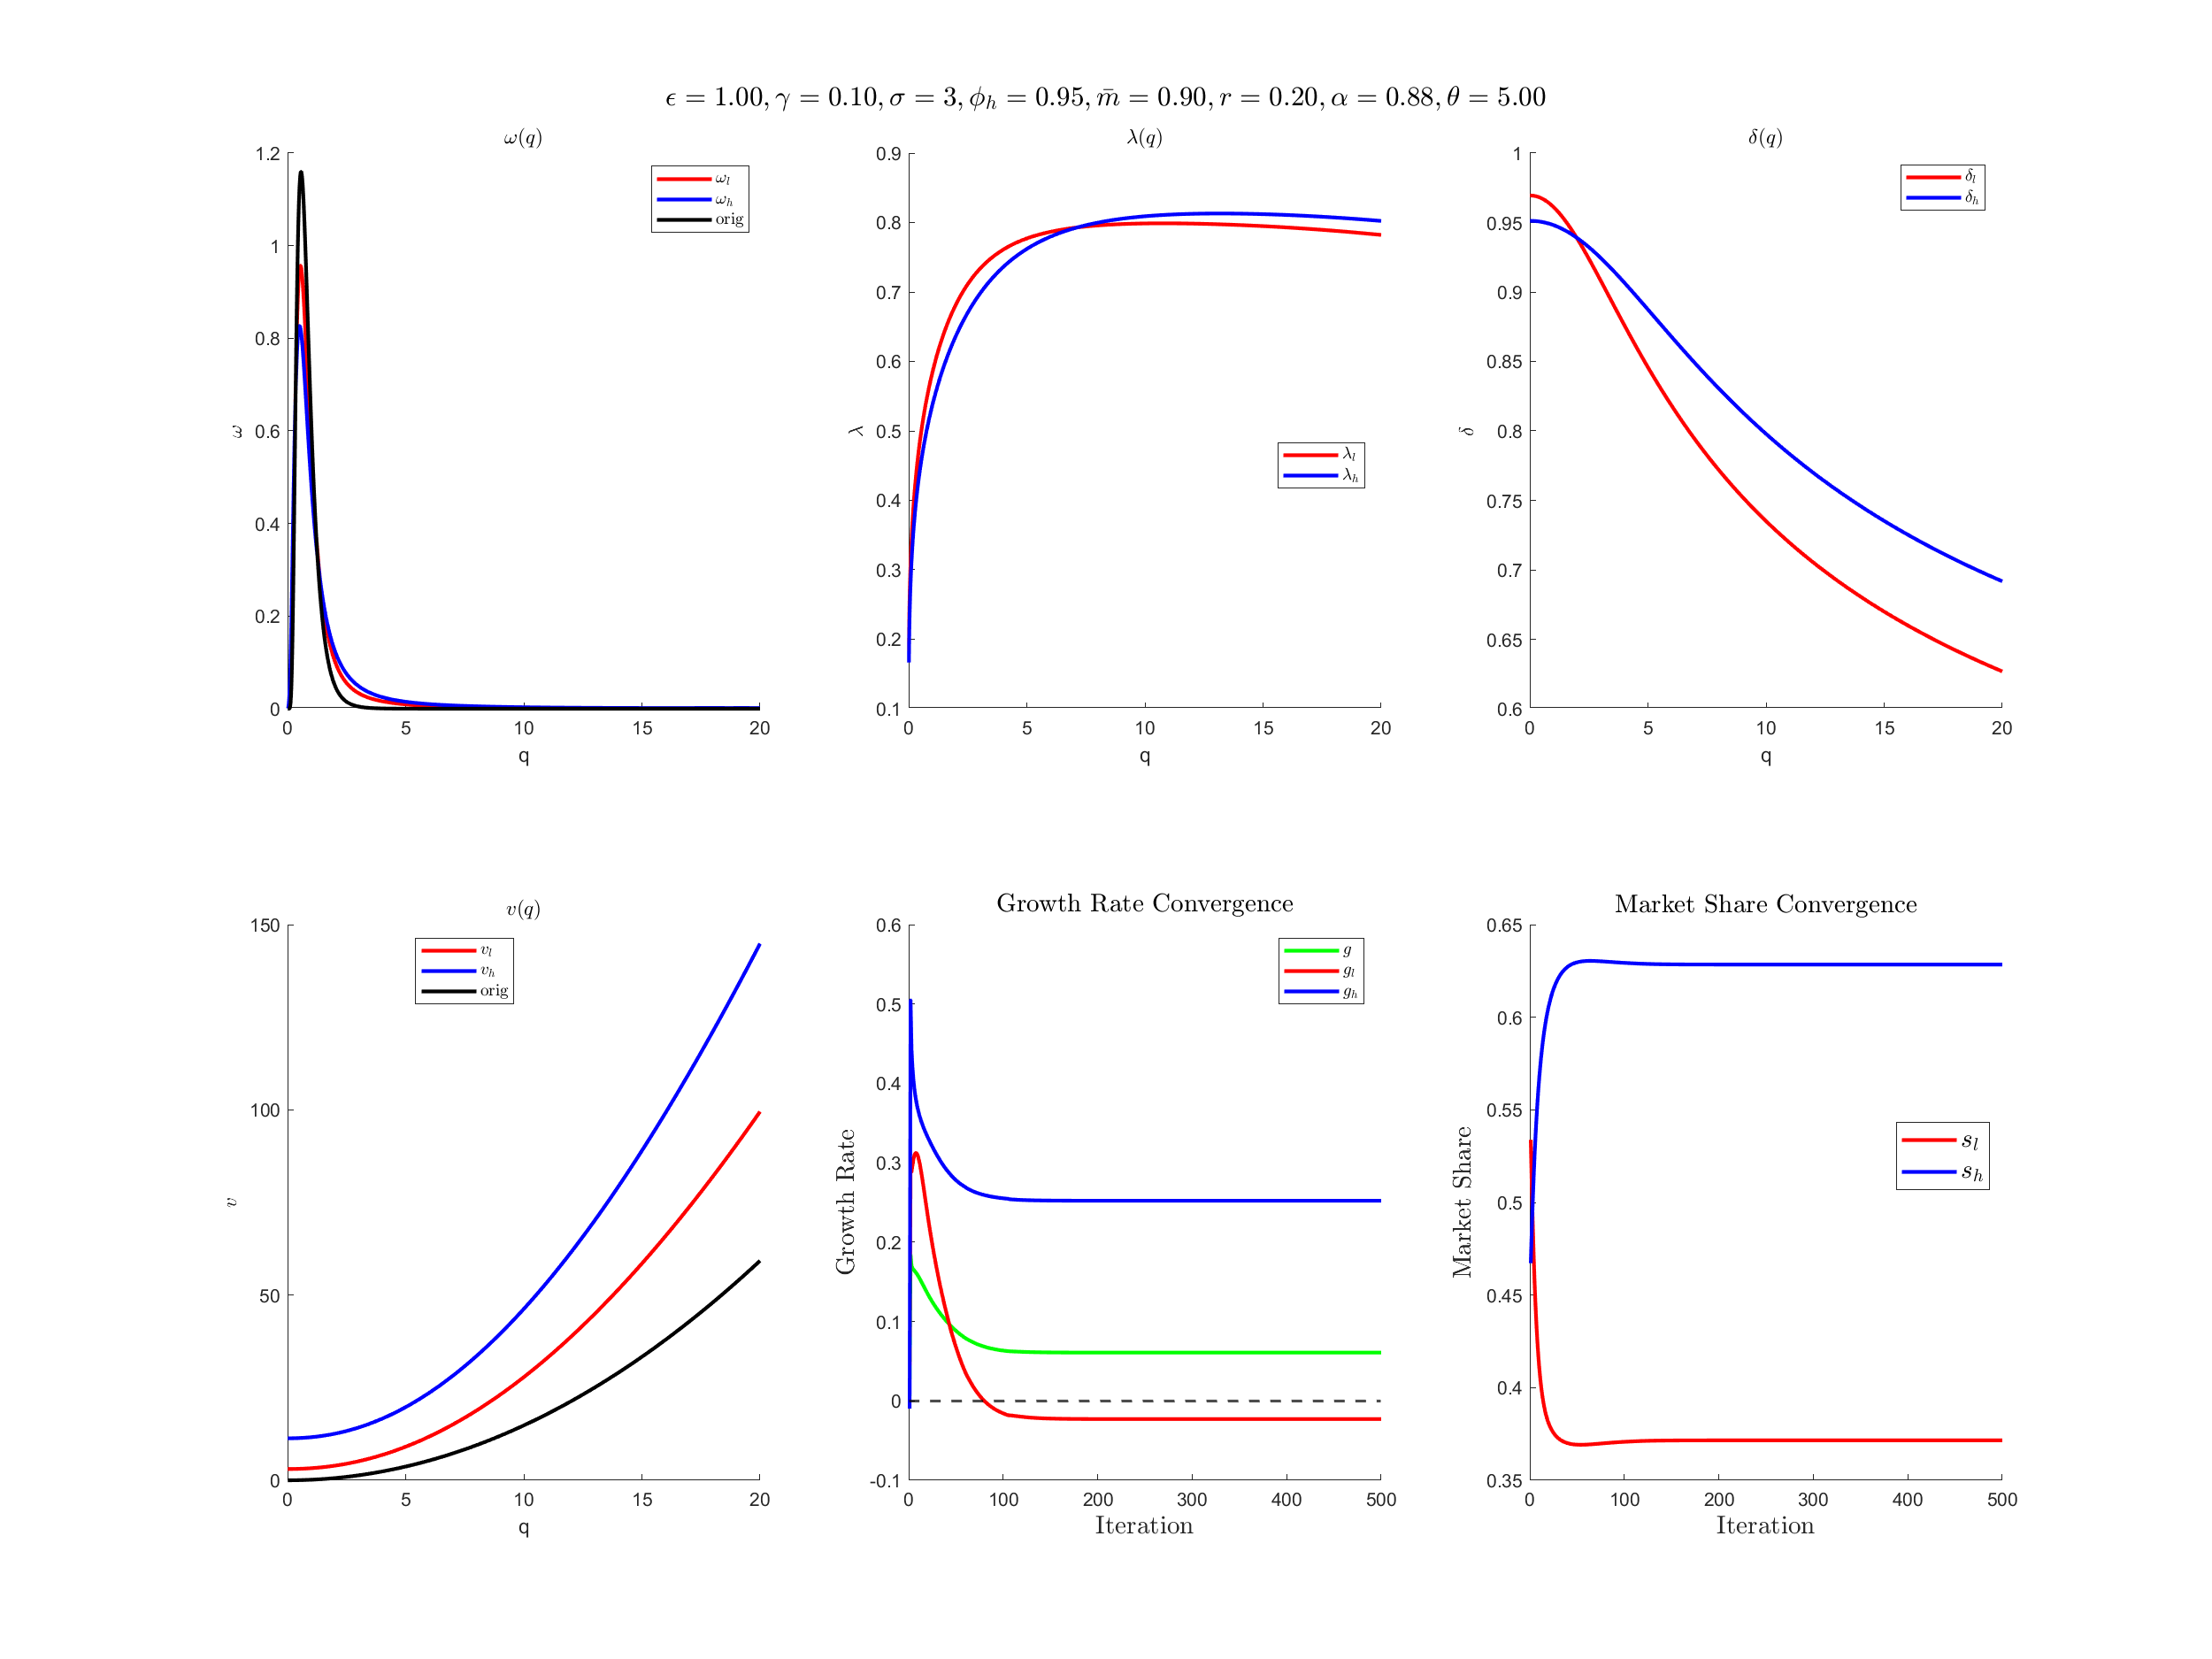 ϵ = 1.00, γ = 0.10, σ = 3, ϕ_h = 0.95, m̄ = 0.90, r = 0.20, α = 0.88, θ = 5.00
ω(q)
1.2
1
0.8
0.6
0.4
0.2
0
ω
0 5 10 15 20
q
ω_l
ω_h
orig
λ(q)
0.9
0.8
0.7
0.6
0.5
0.4
0.3
0.2
0.1
λ
0 5 10 15 20
q
λ_l
λ_h
δ(q)
1
0.95
0.9
0.85
0.8
0.75
0.7
0.65
0.6
δ
0 5 10 15 20
q
δ_l
δ_h
v(q)
150
100
50
0
v
0 5 10 15 20
q
v_l
v_h
orig
Growth Rate Convergence
0.6
0.5
0.4
0.3
0.2
0.1
0
-0.1
Growth Rate
0 100 200 300 400 500
Iteration
g
g_l
g_h
Market Share Convergence
0.65
0.6
0.55
0.5
0.45
0.4
0.35
Market Share
0 100 200 300 400 500
Iteration
s_l
s_h